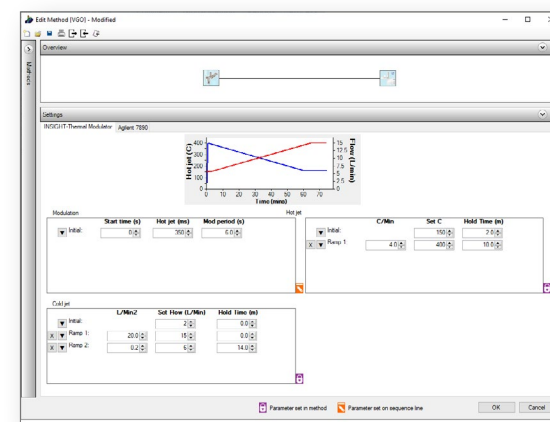 Edit Method (VGO) - Modified
Overview
Methods
Settings
INSIGHT-Thermal Modulator Agilent 7890
Hot jet (C)
400
300
200
100
0
0 10 20 30 40 50 60 70
Time (mns)
15
12.5
10
7.5
5
2.5
0
Flow (L/min)
Modulation
Start time (s) Hot jet (ms) Mod period (s)
Initial: 0 350 6.0
Hot jet
C/Min Set C Hold Time (m)
Initial: 150 2.0
X Ramp 1: 4.0 400 10.0
Cold jet
L/Min2 Set Flow (L/Min) Hold Time (m)
Initial: 2 0.0
X Ramp 1: 20.0 15 0.0
X Ramp 2: 0.2 6 14.0
Parameter set in method Parameter set on sequence line
OK Cancel